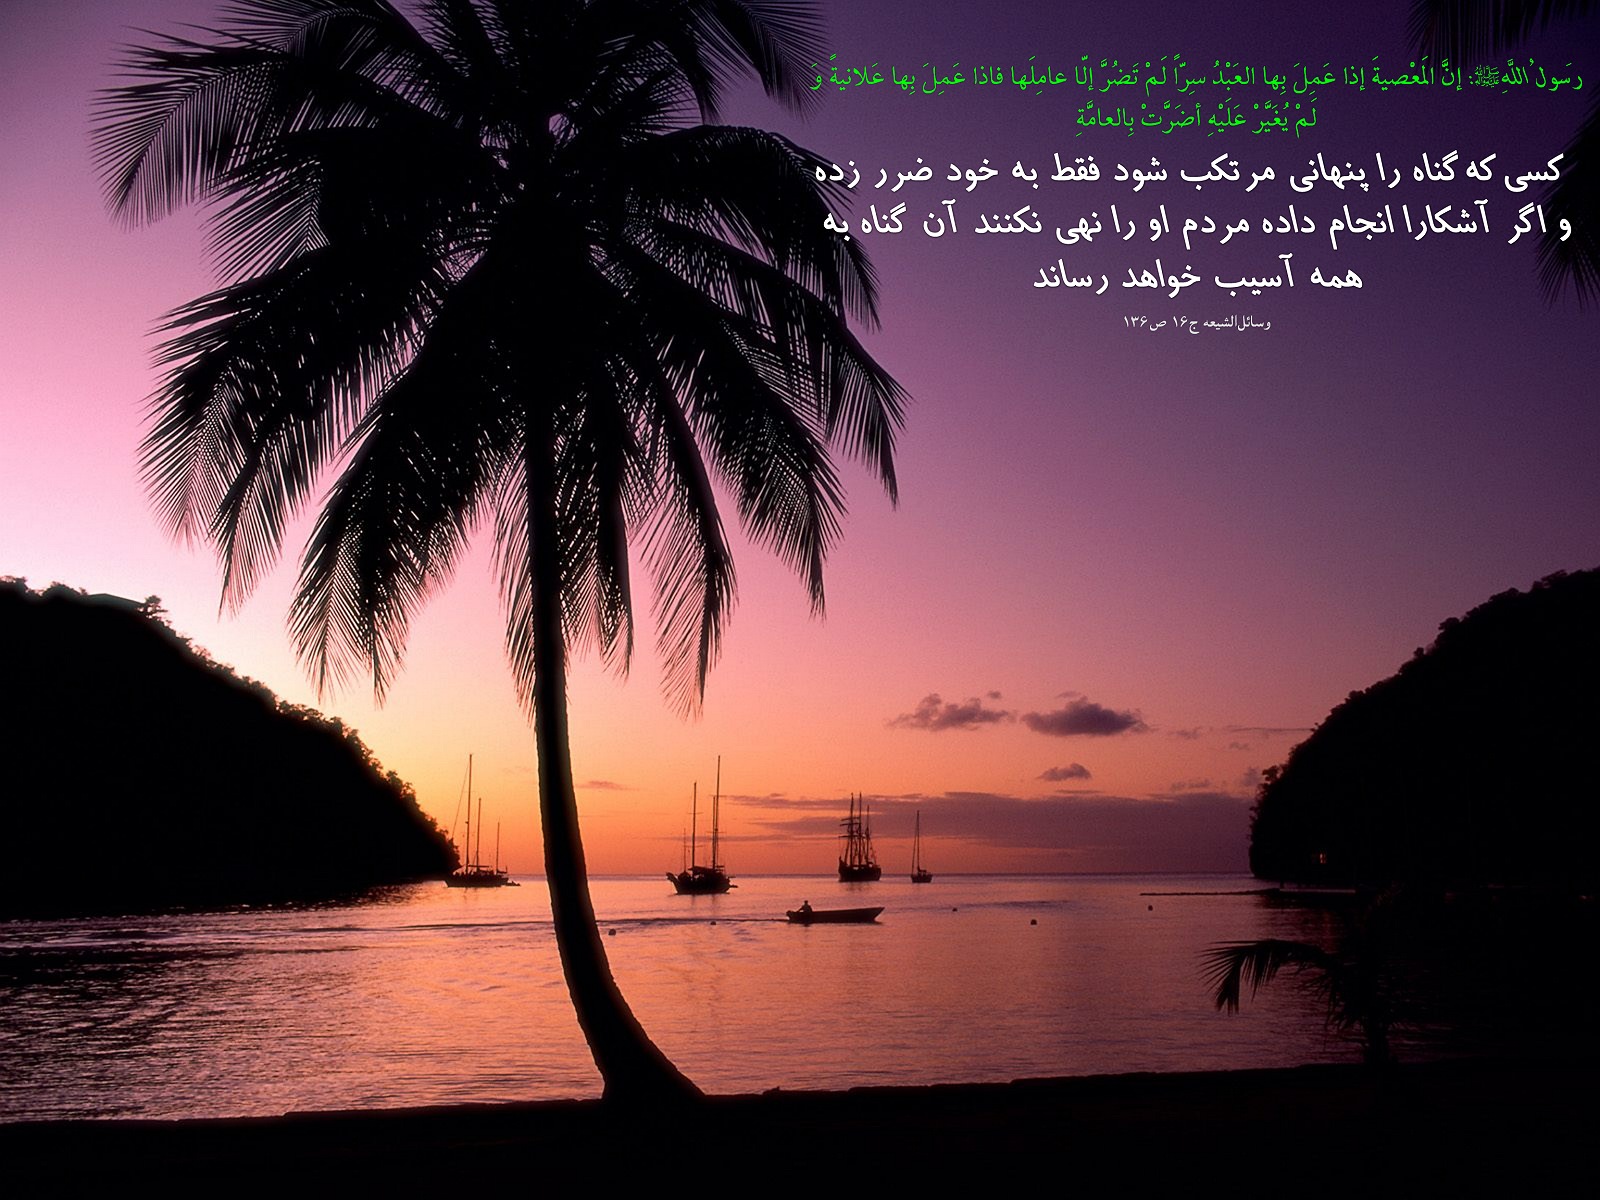 رَسول‌ُاللَّهِﷺ: إنَّ الَمعْصيةَ إذا عَمِلَ بِها العَبْدُ سِرّاً لَمْ تَضُرَّ إلّا عامِلَها فاذا عَمِلَ بِها عَلانيةً وَ
لَمْ يُغَيَّرْ عَلَيْهِ أضَرَّتْ بِالعامَّةِ
کسی که گناه را پنهانی مرتکب شود فقط به خود ضرر زده
و اگر آشکارا انجام داده مردم او را نهی نکنند آن گناه به
همه آسیب خواهد رساند
وسائل‌الشیعه ج۱۶ ص۱۳۶